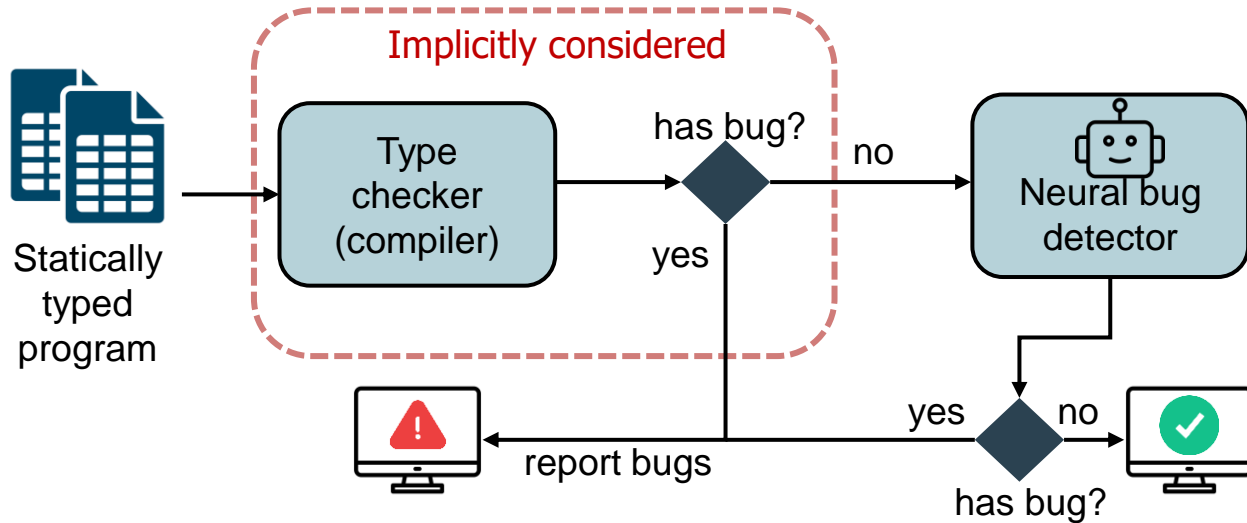 Implicitly considered
Type
checker
(compiler)
has bug?
no
yes
Neural bug
detector
Statically
typed
program
yes
no
report bugs
has bug?